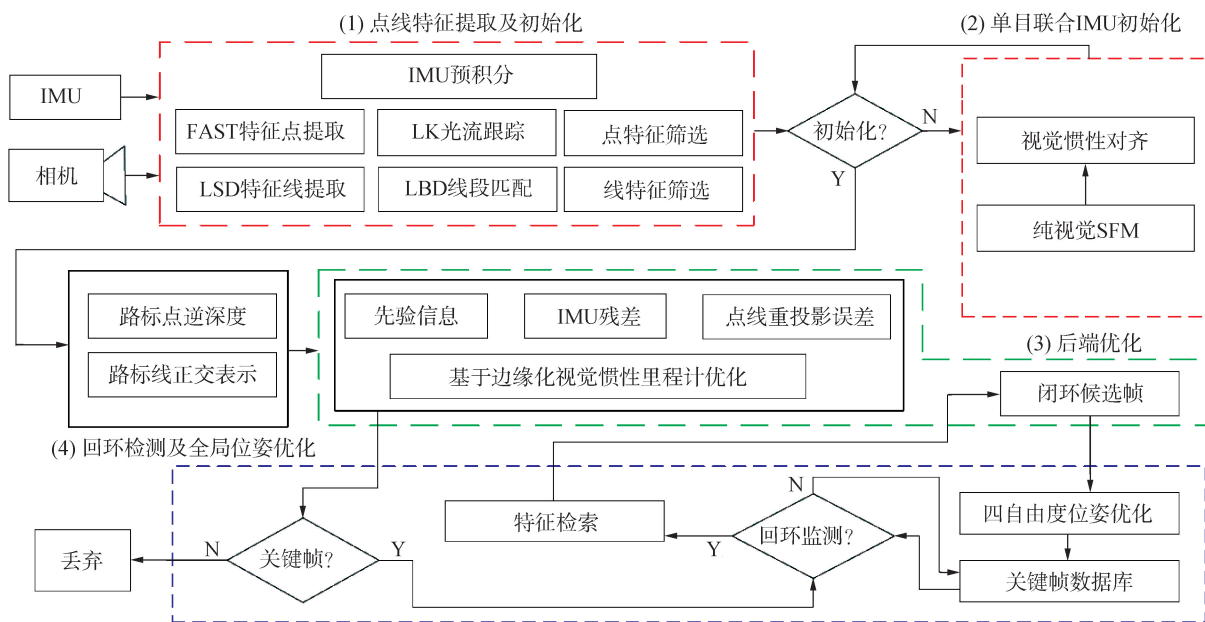 (1) 点线特征提取及初始化
(2) 单目联合IMU初始化
IMU预积分
IMU
FAST特征点提取
LK光流跟踪
点特征筛选
初始化?
N
视觉惯性对齐
相机
LSD特征线提取
LBD线段匹配
线特征筛选
Y
纯视觉SFM
路标点逆深度
先验信息
IMU残差
点线重投影误差
(3) 后端优化
路标线正交表示
基于边缘化视觉惯性里程计优化
闭环候选帧
(4) 回环检测及全局位姿优化
N
特征检索
四自由度位姿优化
丢弃
N
关键帧?
Y
Y
回环监测?
关键帧数据库